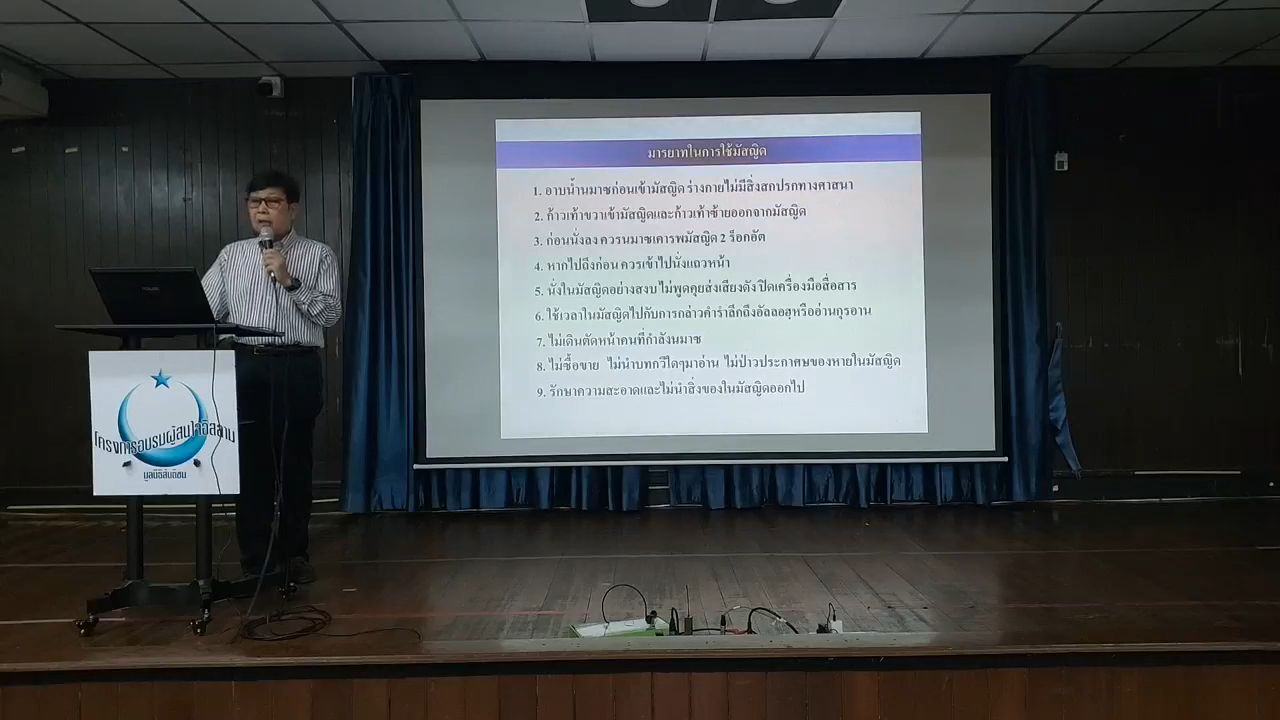 มารยาทในการใช้มัสญิด
1. อาบน้ำนมาซก่อนเข้ามัสญิด ร่างกายไม่มีสิ่งสกปรกทางศาสนา
2. ก้าวเท้าขวาเข้ามัสญิดและก้าวเท้าซ้ายออกจากมัสญิด
3. ก่อนนั่งลง ควรนมาซเคารพมัสญิด 2 ร็อกอัต
4. หากไปถึงก่อน ควรเข้าไปนั่งแถวหน้า
5. นั่งในมัสญิดอย่างสงบ ไม่พูดคุยส่งเสียงดัง ปิดเครื่องมือสื่อสาร
6. ใช้เวลาในมัสญิดไปกับการกล่าวคำรำลึกถึงอัลลอฮฺหรืออ่านกุรอาน
7. ไม่เดินตัดหน้าคนที่กำลังนมาซ
8. ไม่ซื้อขาย ไม่นำบทกวีใดๆมาอ่าน ไม่ป่าวประกาศของหายในมัสญิด
9. รักษาความสะอาดและไม่นำสิ่งของในมัสญิดออกไป
โครงการอบรมผู้สนใจอิสลาม
มูลนิธิสันติชน